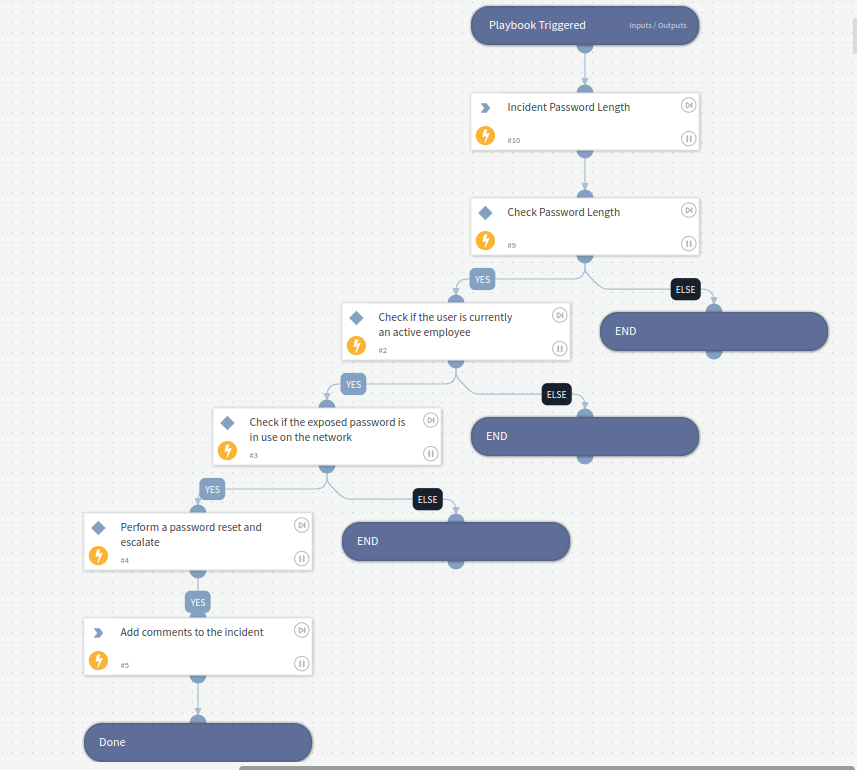 Playbook Triggered Inputs / Outputs
Incident Password Length
#10
Check Password Length
#9
YES
ELSE
Check if the user is currently
an active employee
#2
END
YES
ELSE
Check if the exposed password is
in use on the network
#3
END
YES
ELSE
Perform a password reset and
escalate
#4
END
YES
Add comments to the incident
#5
Done